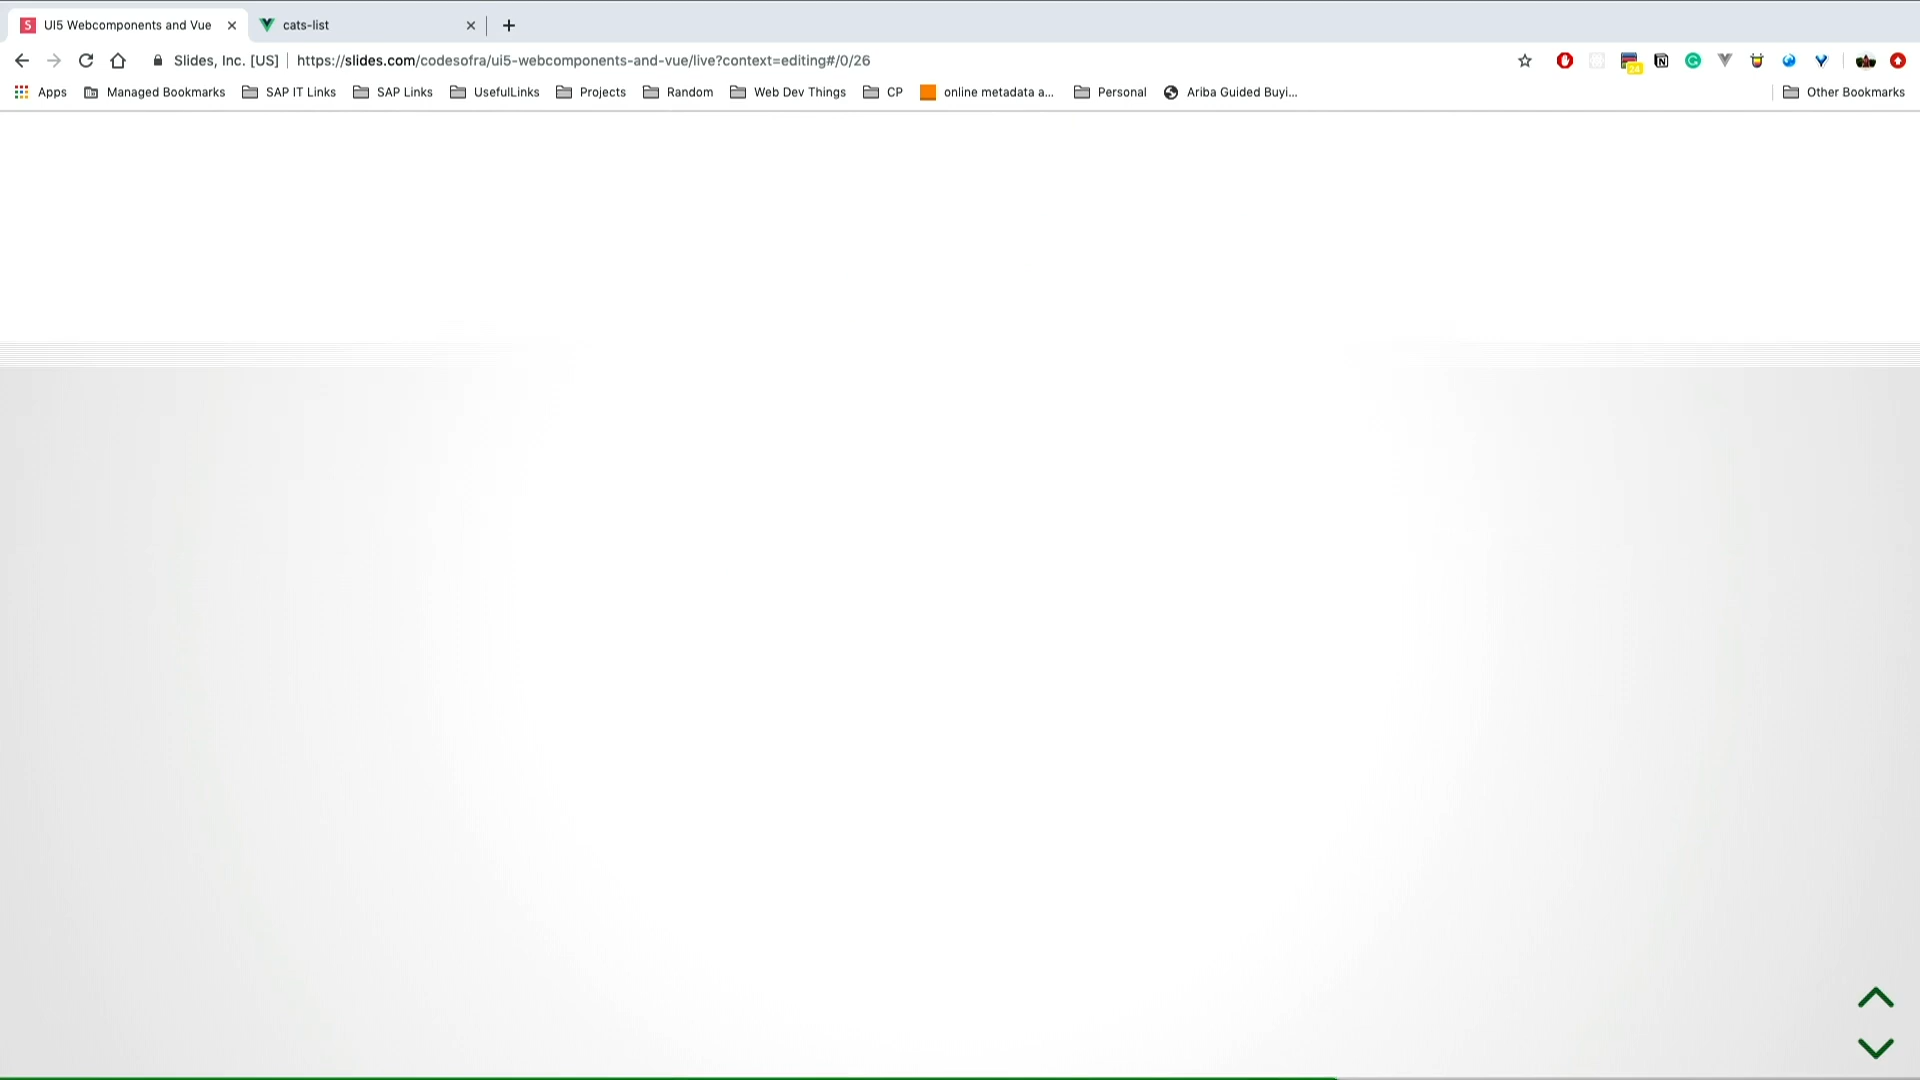 UI5 Webcomponents and Vue
cats-list
Slides, Inc. [US] https://slides.com/codesofra/ui5-webcomponents-and-vue/live?context=editing#/0/26
Apps Managed Bookmarks SAP IT Links SAP Links UsefulLinks Projects Random Web Dev Things CP online metadata a... Personal Ariba Guided Buyi... Other Bookmarks